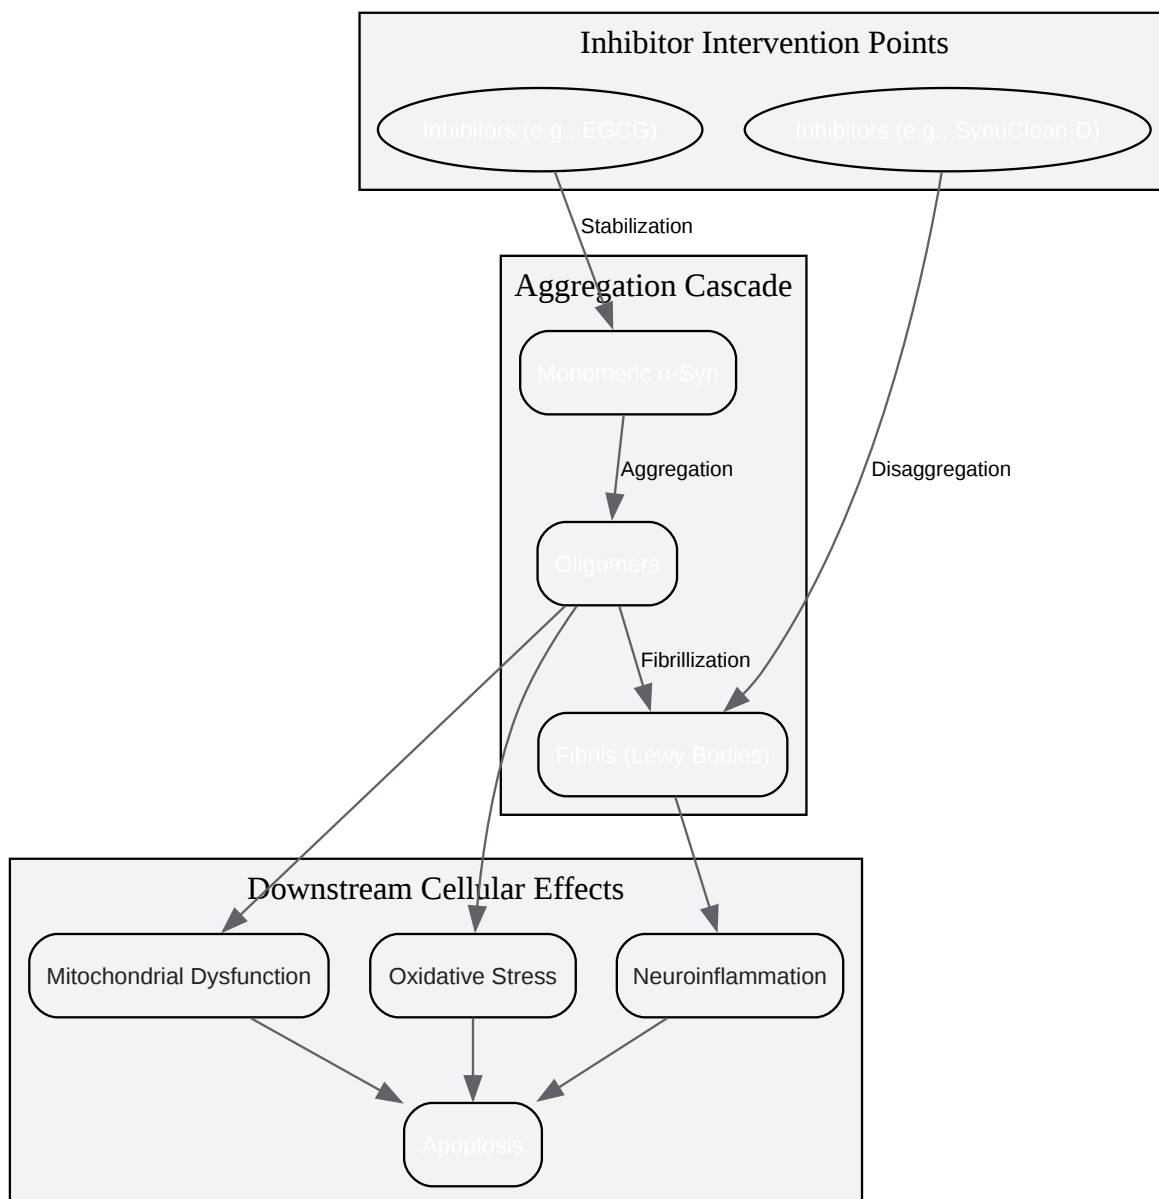 Inhibitor Intervention Points
Inhibitors (e.g., EGCG)
Inhibitors (e.g., SynuClean-D)
Stabilization
Aggregation Cascade
Monomeric α-Syn
Aggregation
Disaggregation
Oligomers
Fibrillization
Fibrils (Lewy Bodies)
Downstream Cellular Effects
Mitochondrial Dysfunction
Oxidative Stress
Neuroinflammation
Apoptosis